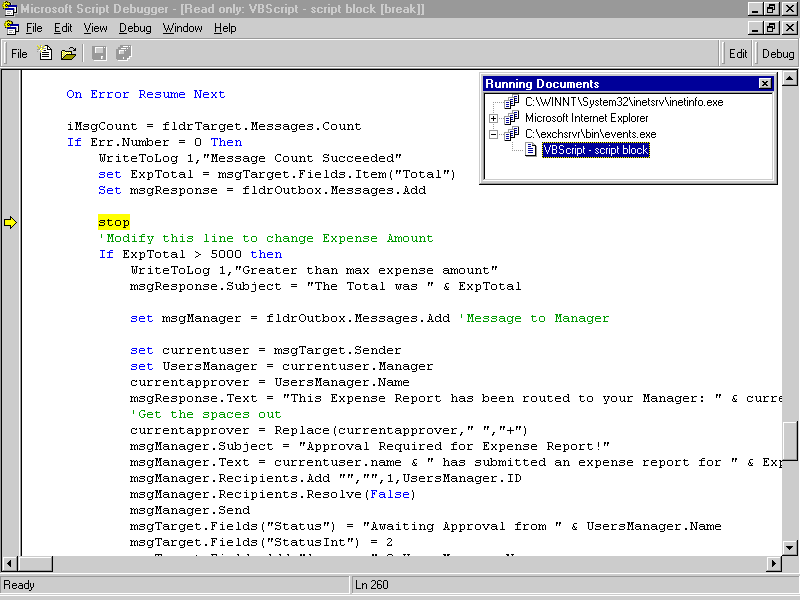 Microsoft Script Debugger - [Read only: VBScript - script block [break]]
File Edit View Debug Window Help
File Edit Debug
On Error Resume Next
iMsgCount = fldrTarget.Messages.Count
If Err.Number = 0 Then
WriteToLog 1,"Message Count Succeeded"
set ExpTotal = msgTarget.Fields.Item("Total")
Set msgResponse = fldrOutbox.Messages.Add
stop
'Modify this line to change Expense Amount
If ExpTotal > 5000 then
WriteToLog 1,"Greater than max expense amount"
msgResponse.Subject = "The Total was " & ExpTotal
set msgManager = fldrOutbox.Messages.Add 'Message to Manager
set currentuser = msgTarget.Sender
set UsersManager = currentuser.Manager
currentapprover = UsersManager.Name
msgResponse.Text = "This Expense Report has been routed to your Manager: " & curre
'Get the spaces out
currentapprover = Replace(currentapprover," ","+")
msgManager.Subject = "Approval Required for Expense Report!"
msgManager.Text = currentuser.name & " has submitted an expense report for " & Exp
msgManager.Recipients.Add "","",1,UsersManager.ID
msgManager.Recipients.Resolve(False)
msgManager.Send
msgTarget.Fields("Status") = "Awaiting Approval from " & UsersManager.Name
msgTarget.Fields("StatusInt") = 2
Running Documents
C:\WINNT\System32\inetsrv\inetinfo.exe
Microsoft Internet Explorer
C:\exchsrvr\bin\events.exe
VBScript - script block
Ready
Ln 260